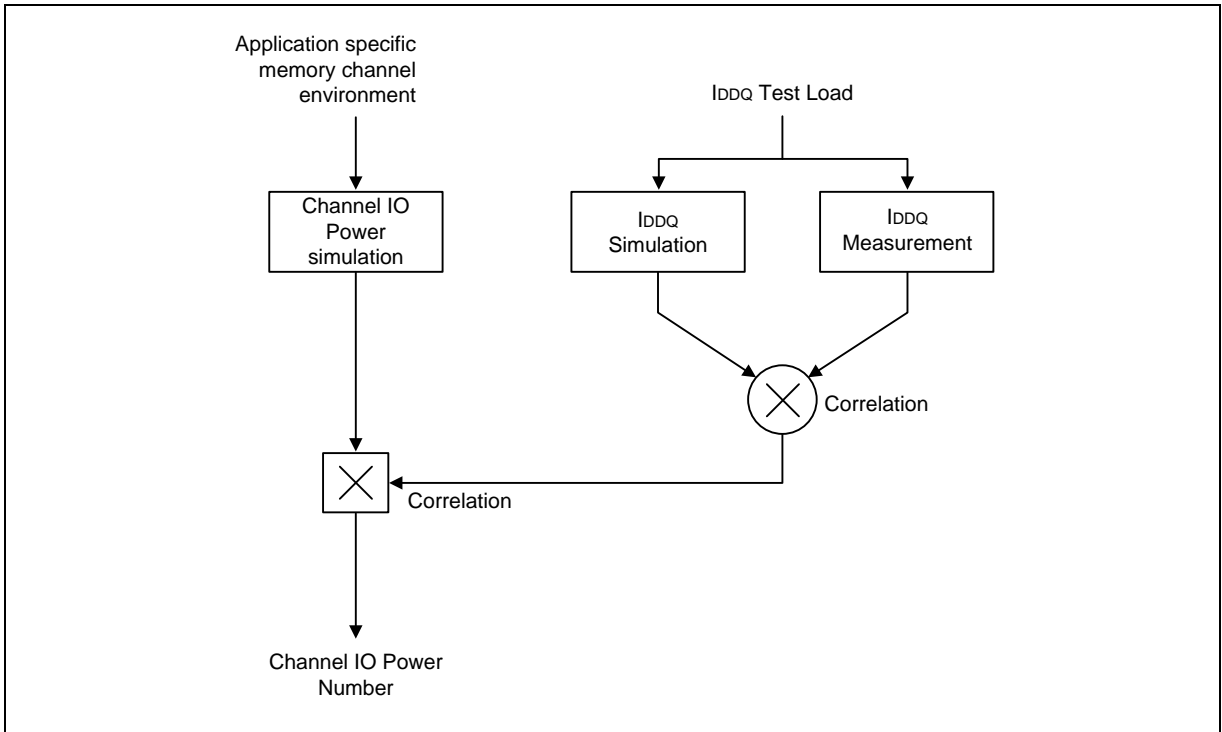 Application specific
memory channel
environment
IDDQ Test Load
Channel IO
Power
simulation
IDDQ
Simulation
IDDQ
Measurement
Correlation
Correlation
Channel IO Power
Number